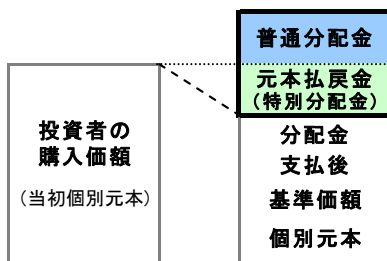 普通分配金
元本払戻金
（特別分配金）
投資者の
購入価額
（当初個別元本）
分配金
支払後
基準価額
個別元本